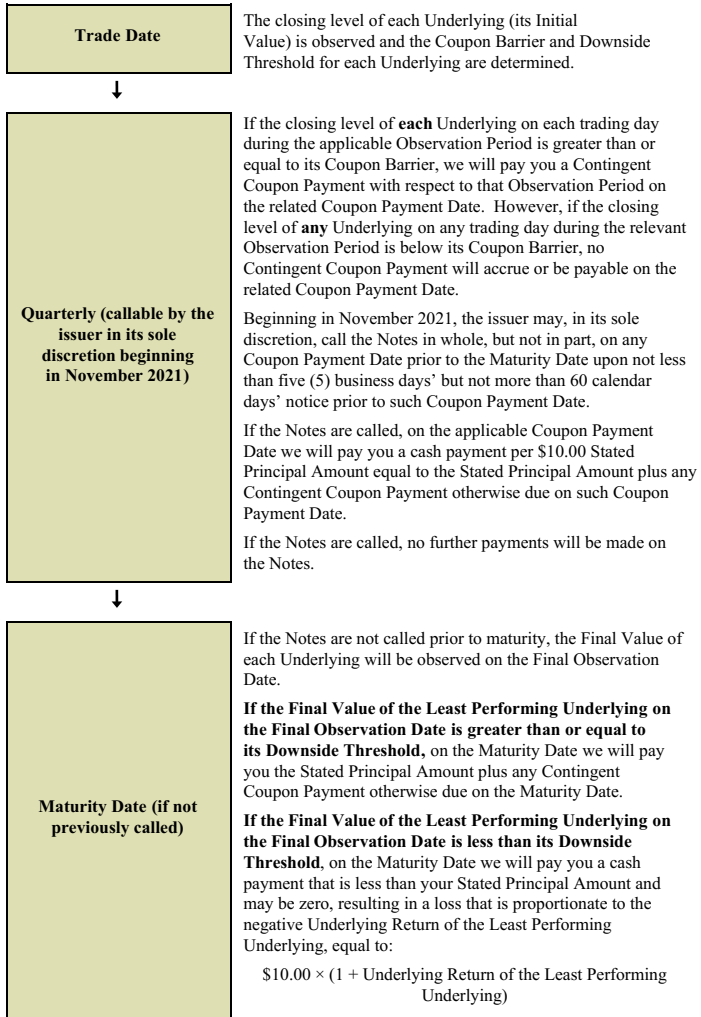 Trade Date
The closing level of each Underlying (its Initial
Value) is observed and the Coupon Barrier and Downside
Threshold for each Underlying are determined.
↓
Quarterly (callable by the
issuer in its sole
discretion beginning
in November 2021)
If the closing level of each Underlying on each trading day
during the applicable Observation Period is greater than or
equal to its Coupon Barrier, we will pay you a Contingent
Coupon Payment with respect to that Observation Period on
the related Coupon Payment Date. However, if the closing
level of any Underlying on any trading day during the relevant
Observation Period is below its Coupon Barrier, no
Contingent Coupon Payment will accrue or be payable on the
related Coupon Payment Date.
Beginning in November 2021, the issuer may, in its sole
discretion, call the Notes in whole, but not in part, on any
Coupon Payment Date prior to the Maturity Date upon not less
than five (5) business days’ but not more than 60 calendar
days’ notice prior to such Coupon Payment Date.
If the Notes are called, on the applicable Coupon Payment
Date we will pay you a cash payment per $10.00 Stated
Principal Amount equal to the Stated Principal Amount plus any
Contingent Coupon Payment otherwise due on such Coupon
Payment Date.
If the Notes are called, no further payments will be made on
the Notes.
↓
Maturity Date (if not
previously called)
If the Notes are not called prior to maturity, the Final Value of
each Underlying will be observed on the Final Observation
Date.
If the Final Value of the Least Performing Underlying on
the Final Observation Date is greater than or equal to
its Downside Threshold, on the Maturity Date we will pay
you the Stated Principal Amount plus any Contingent
Coupon Payment otherwise due on the Maturity Date.
If the Final Value of the Least Performing Underlying on
the Final Observation Date is less than its Downside
Threshold, on the Maturity Date we will pay you a cash
payment that is less than your Stated Principal Amount and
may be zero, resulting in a loss that is proportionate to the
negative Underlying Return of the Least Performing
Underlying, equal to:
$10.00 × (1 + Underlying Return of the Least Performing
Underlying)